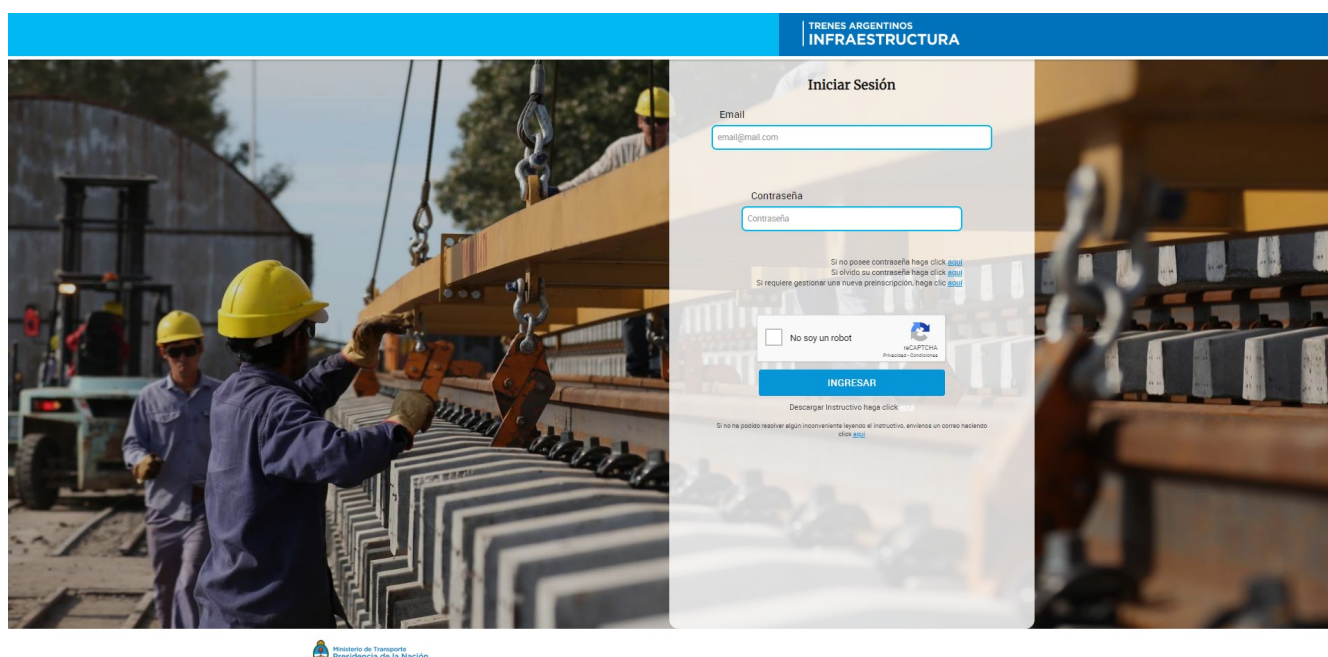 TRENES ARGENTINOS
INFRAESTRUCTURA
Iniciar Sesión
Email
email@mail.com
Contraseña
Contraseña
Si no posee contraseña haga click aquí
Si olvido su contraseña haga click aquí
Si requiere gestionar una nueva preinscripción, haga clic aquí
No soy un robot
reCAPTCHA
Privacidad - Condiciones
INGRESAR
Descargar Instructivo haga click
Si no ha podido resolver algún inconveniente leyendo el instructivo, envíenos un correo haciendo
click aquí
Ministerio de Transporte
Presidencia de la Nación